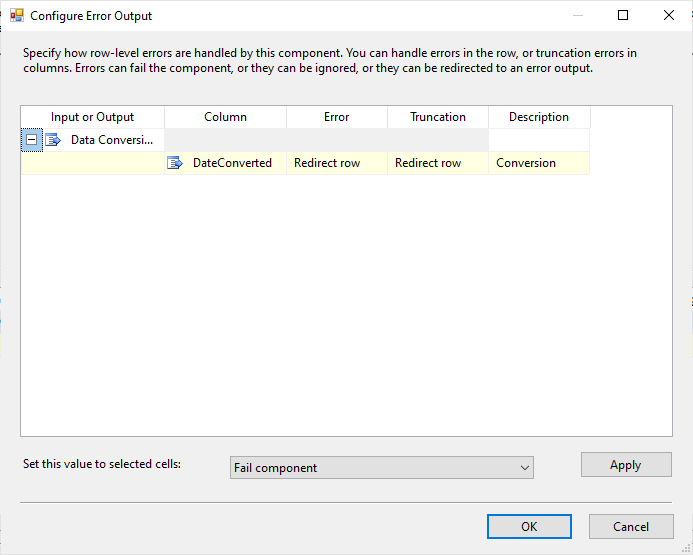 Configure Error Output
Specify how row-level errors are handled by this component. You can handle errors in the row, or truncation errors in
columns. Errors can fail the component, or they can be ignored, or they can be redirected to an error output.
Input or Output Column Error Truncation Description
Data Conversi...
DateConverted Redirect row Redirect row Conversion
Set this value to selected cells: Fail component Apply
OK Cancel